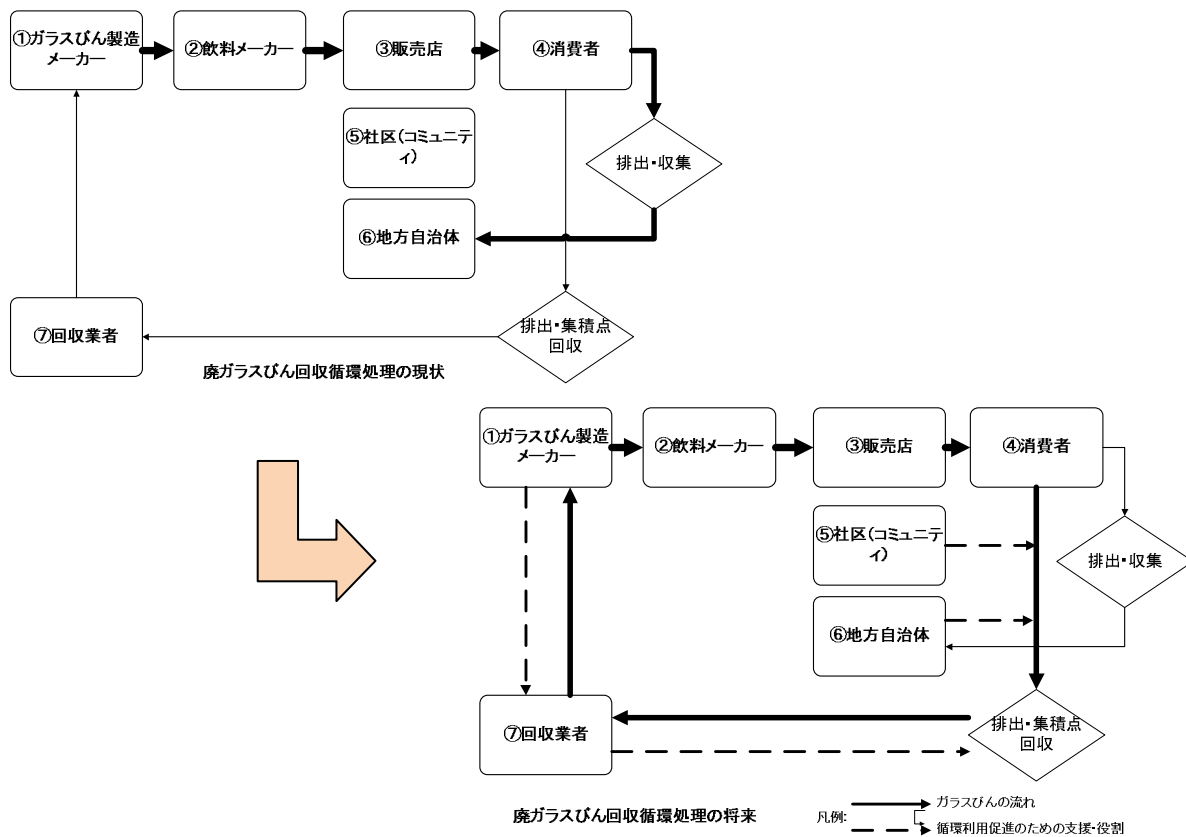 ①ガラスびん製造
メーカー
②飲料メーカー
③販売店
④消費者
⑤社区(コミュニテ
ィ)
排出・収集
⑥地方自治体
⑦回収業者
排出・集積点
回収
廃ガラスびん回収循環処理の現状
①ガラスびん製造
メーカー
②飲料メーカー
③販売店
④消費者
⑤社区(コミュニテ
ィ)
排出・収集
⑥地方自治体
⑦回収業者
排出・集積点
回収
廃ガラスびん回収循環処理の将来
凡例:
ガラスびんの流れ
循環利用促進のための支援・役割